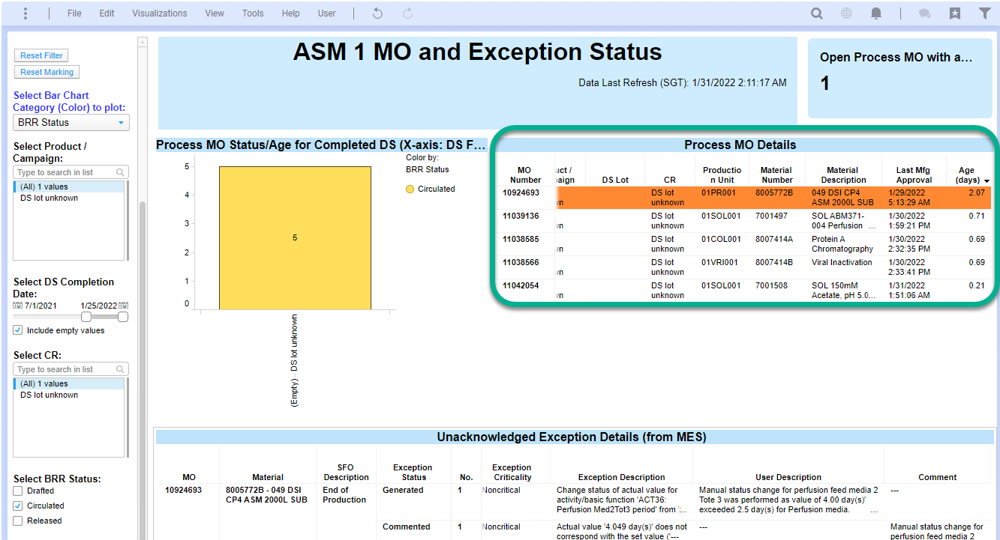 File Edit Visualizations View Tools Help User
Reset Filter
Reset Marking
Select Bar Chart
Category (Color) to plot:
BRR Status
Select Product /
Campaign:
Type to search in list
(All) 1 values
DS lot unknown
Select DS Completion
Date:
7/1/2021 1/25/2022
Include empty values
Select CR:
Type to search in list
(All) 1 values
DS lot unknown
Select BRR Status:
Drafted
Circulated
Released
ASM 1 MO and Exception Status
Data Last Refresh (SGT): 1/31/2022 2:11:17 AM
Open Process MO with a...
1
Process MO Status/Age for Completed DS (X-axis: DS F...
Color by:
BRR Status
Circulated
5
4
3
2
1
0
5
(Empty) - DS lot unknown
Process MO Details
MO uct / Productio Material Material Last Mfg Age
Number aign DS Lot CR n Unit Number Description Approval (days)
10924693 DS lot 01PR001 8005772B 049 DSI CP4 1/29/2022 2.07
vn unknown ASM 2000L SUB 5:13:29 AM
11039136 DS lot 01SOL001 7001497 SOL ABM371- 1/30/2022 0.71
vn unknown 004 Perfusion ... 1:59:21 PM
11038585 DS lot 01COL001 8007414A Protein A 1/30/2022 0.69
vn unknown Chromatography 2:32:35 PM
11038566 DS lot 01VRI001 8007414B Viral Inactivation 1/30/2022 0.69
vn unknown 2:33:41 PM
11042054 DS lot 01SOL001 7001508 SOL 150mM 1/31/2022 0.21
vn unknown Acetate, pH 5.0... 1:51:06 AM
Unacknowledged Exception Details (from MES)
SFO Exception Exception
MO Material Description Status No. Criticality Exception Description User Description Comment
10924693 8005772B - 049 DSI End of Generated 1 Noncritical Change status of actual value for Manual status change for perfusion feed media 2 ---
CP4 ASM 2000L SUB Production activity/basic function 'ACT36: Tote 3 was performed as value of 4.00 day(s)'
Perfusion Med2Tot3 period' from '... exceeded 2.5 day(s) for Perfusion media. ...
Commented 1 Noncritical Actual value '4.049 day(s)' does not --- Manual status change for
correspond with the set value ('--- perfusion feed media 2